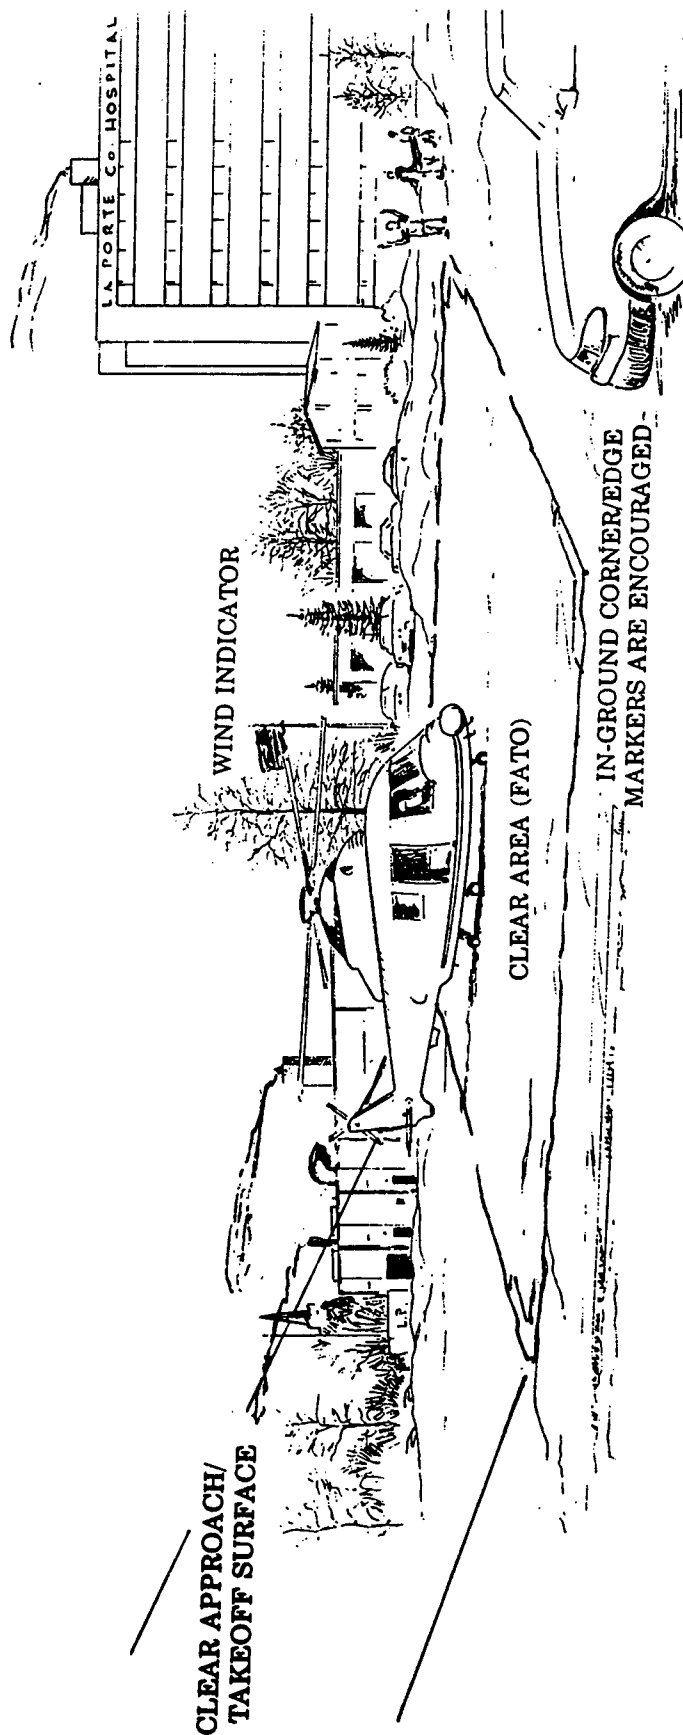 LA PORTE CO. HOSPITAL
WIND INDICATOR
CLEAR APPROACH/
TAKEOFF SURFACE
L.P.
CLEAR AREA (FATO)
IN-GROUND CORNER/EDGE
MARKERS ARE ENCOURAGED